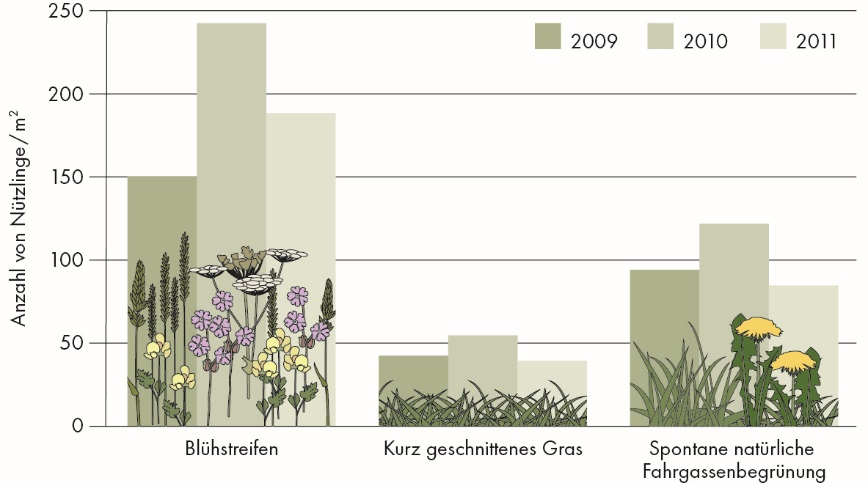 250
200
150
100
50
0
Anzahl von Nützlinge/m²
2009
2010
2011
Blühstreifen
Kurz geschnittenes Gras
Spontane natürliche
Fahrgassenbegrünung